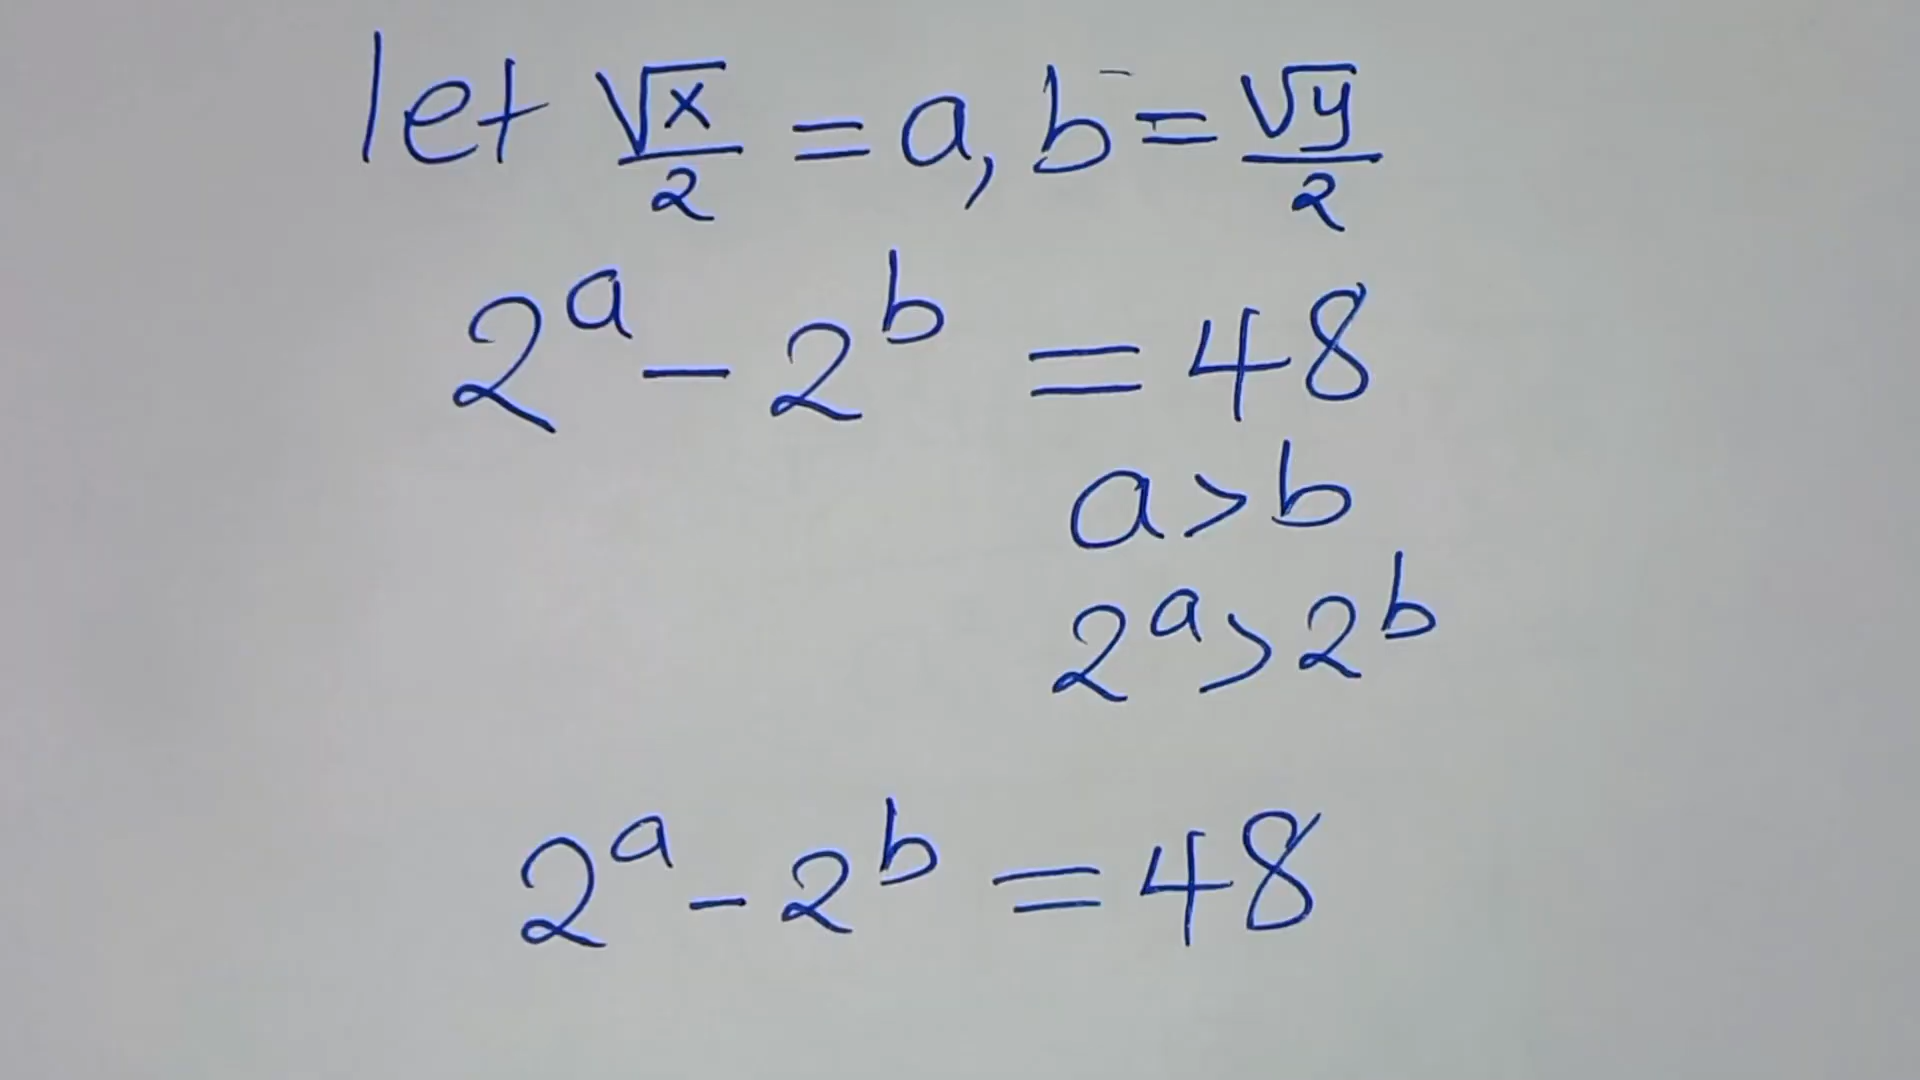 let √x/2 = a, b = √y/2
2^a - 2^b = 48
a > b
2^a > 2^b
2^a - 2^b = 48